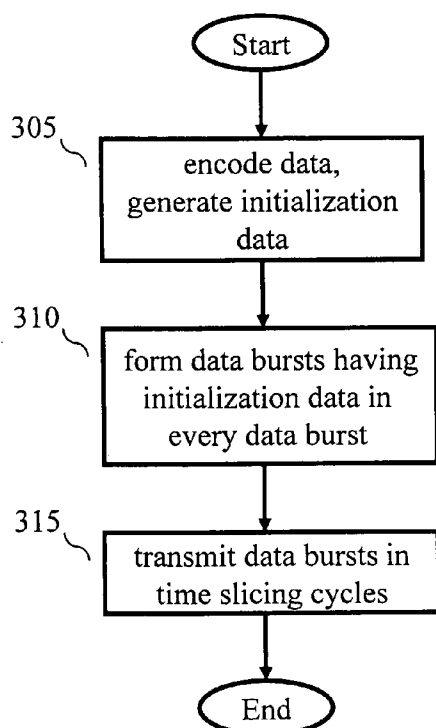 Start
305
encode data,
generate initialization
data
310
form data bursts having
initialization data in
every data burst
315
transmit data bursts in
time slicing cycles
End